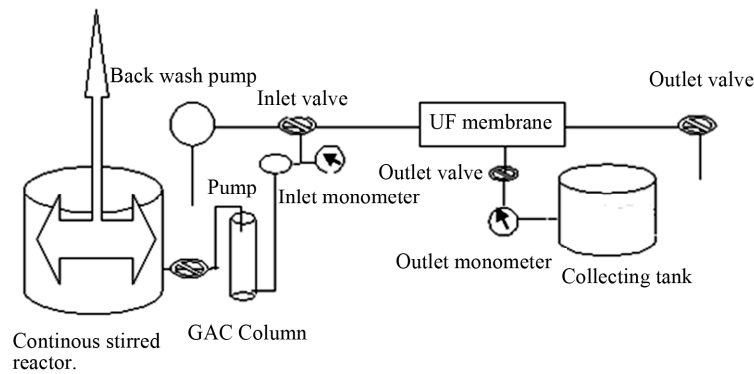 Back wash pump
Inlet valve
Outlet valve
UF membrane
Outlet valve
Pump
Inlet monometer
Outlet monometer
Collecting tank
GAC Column
Continous stirred
reactor.